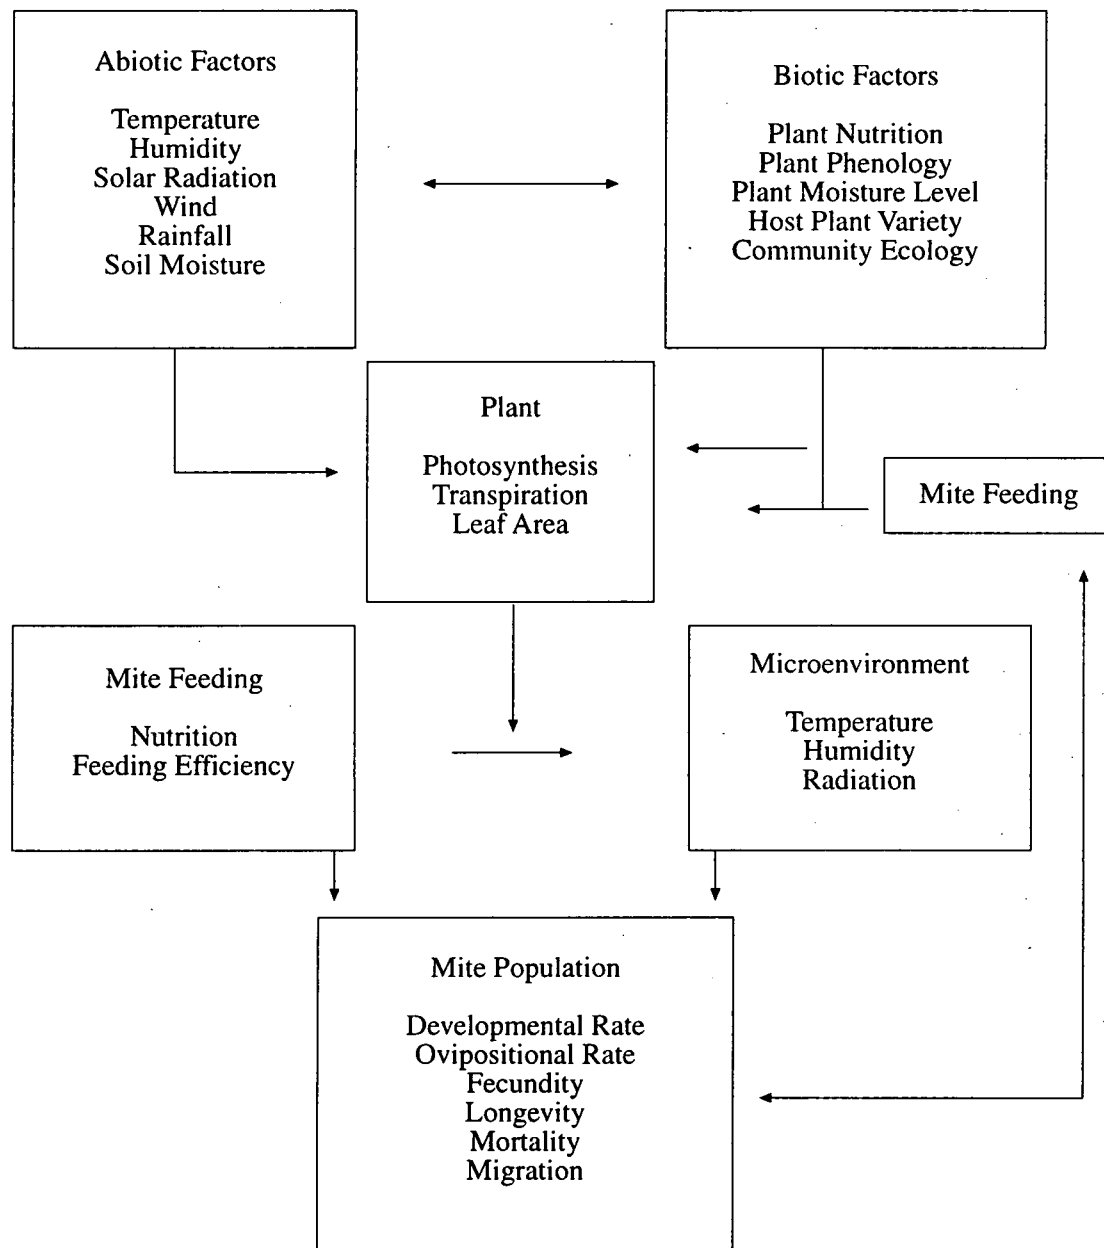 Abiotic Factors
Temperature
Humidity
Solar Radiation
Wind
Rainfall
Soil Moisture
Biotic Factors
Plant Nutrition
Plant Phenology
Plant Moisture Level
Host Plant Variety
Community Ecology
Plant
Photosynthesis
Transpiration
Leaf Area
Mite Feeding
Mite Feeding
Nutrition
Feeding Efficiency
Microenvironment
Temperature
Humidity
Radiation
Mite Population
Developmental Rate
Ovipositional Rate
Fecundity
Longevity
Mortality
Migration